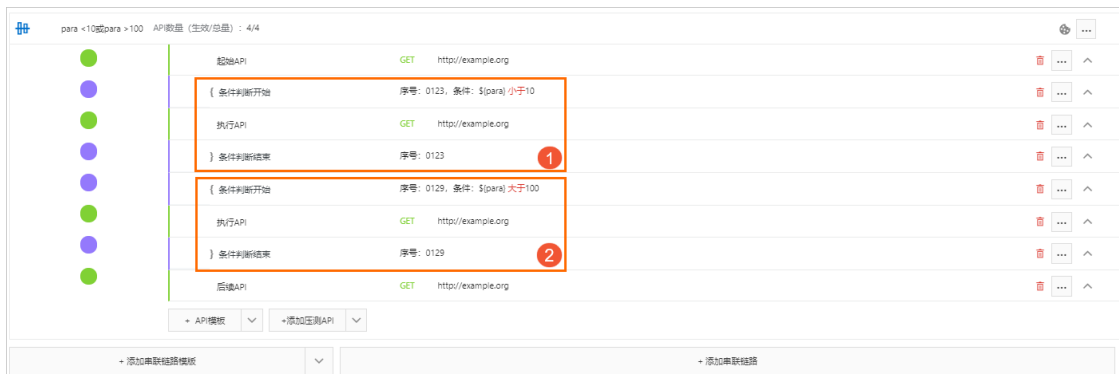 para <10或para >100 API数量（生效/总量）: 4/4
起始API GET http://example.org
{ 条件判断开始 序号：0123，条件：${para} 小于10
执行API GET http://example.org
} 条件判断结束 序号：0123
1
{ 条件判断开始 序号：0129，条件：${para} 大于100
执行API GET http://example.org
} 条件判断结束 序号：0129
2
后续API GET http://example.org
+ API模板 +添加压测API
+ 添加串联链路模板 + 添加串联链路